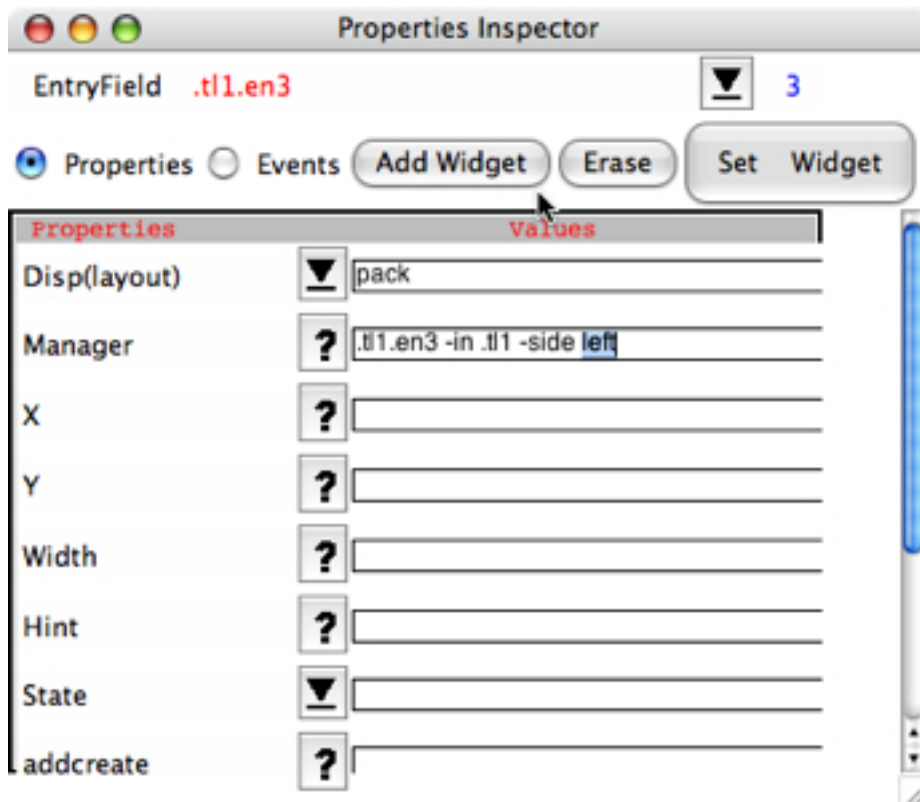 Properties Inspector
EntryField .tl1.en3 3
Properties Events Add Widget Erase Set Widget
Properties Values
Disp(layout) pack
Manager ? .tl1.en3 -in .tl1 -side left
X ?
Y ?
Width ?
Hint ?
State
addcreate ?